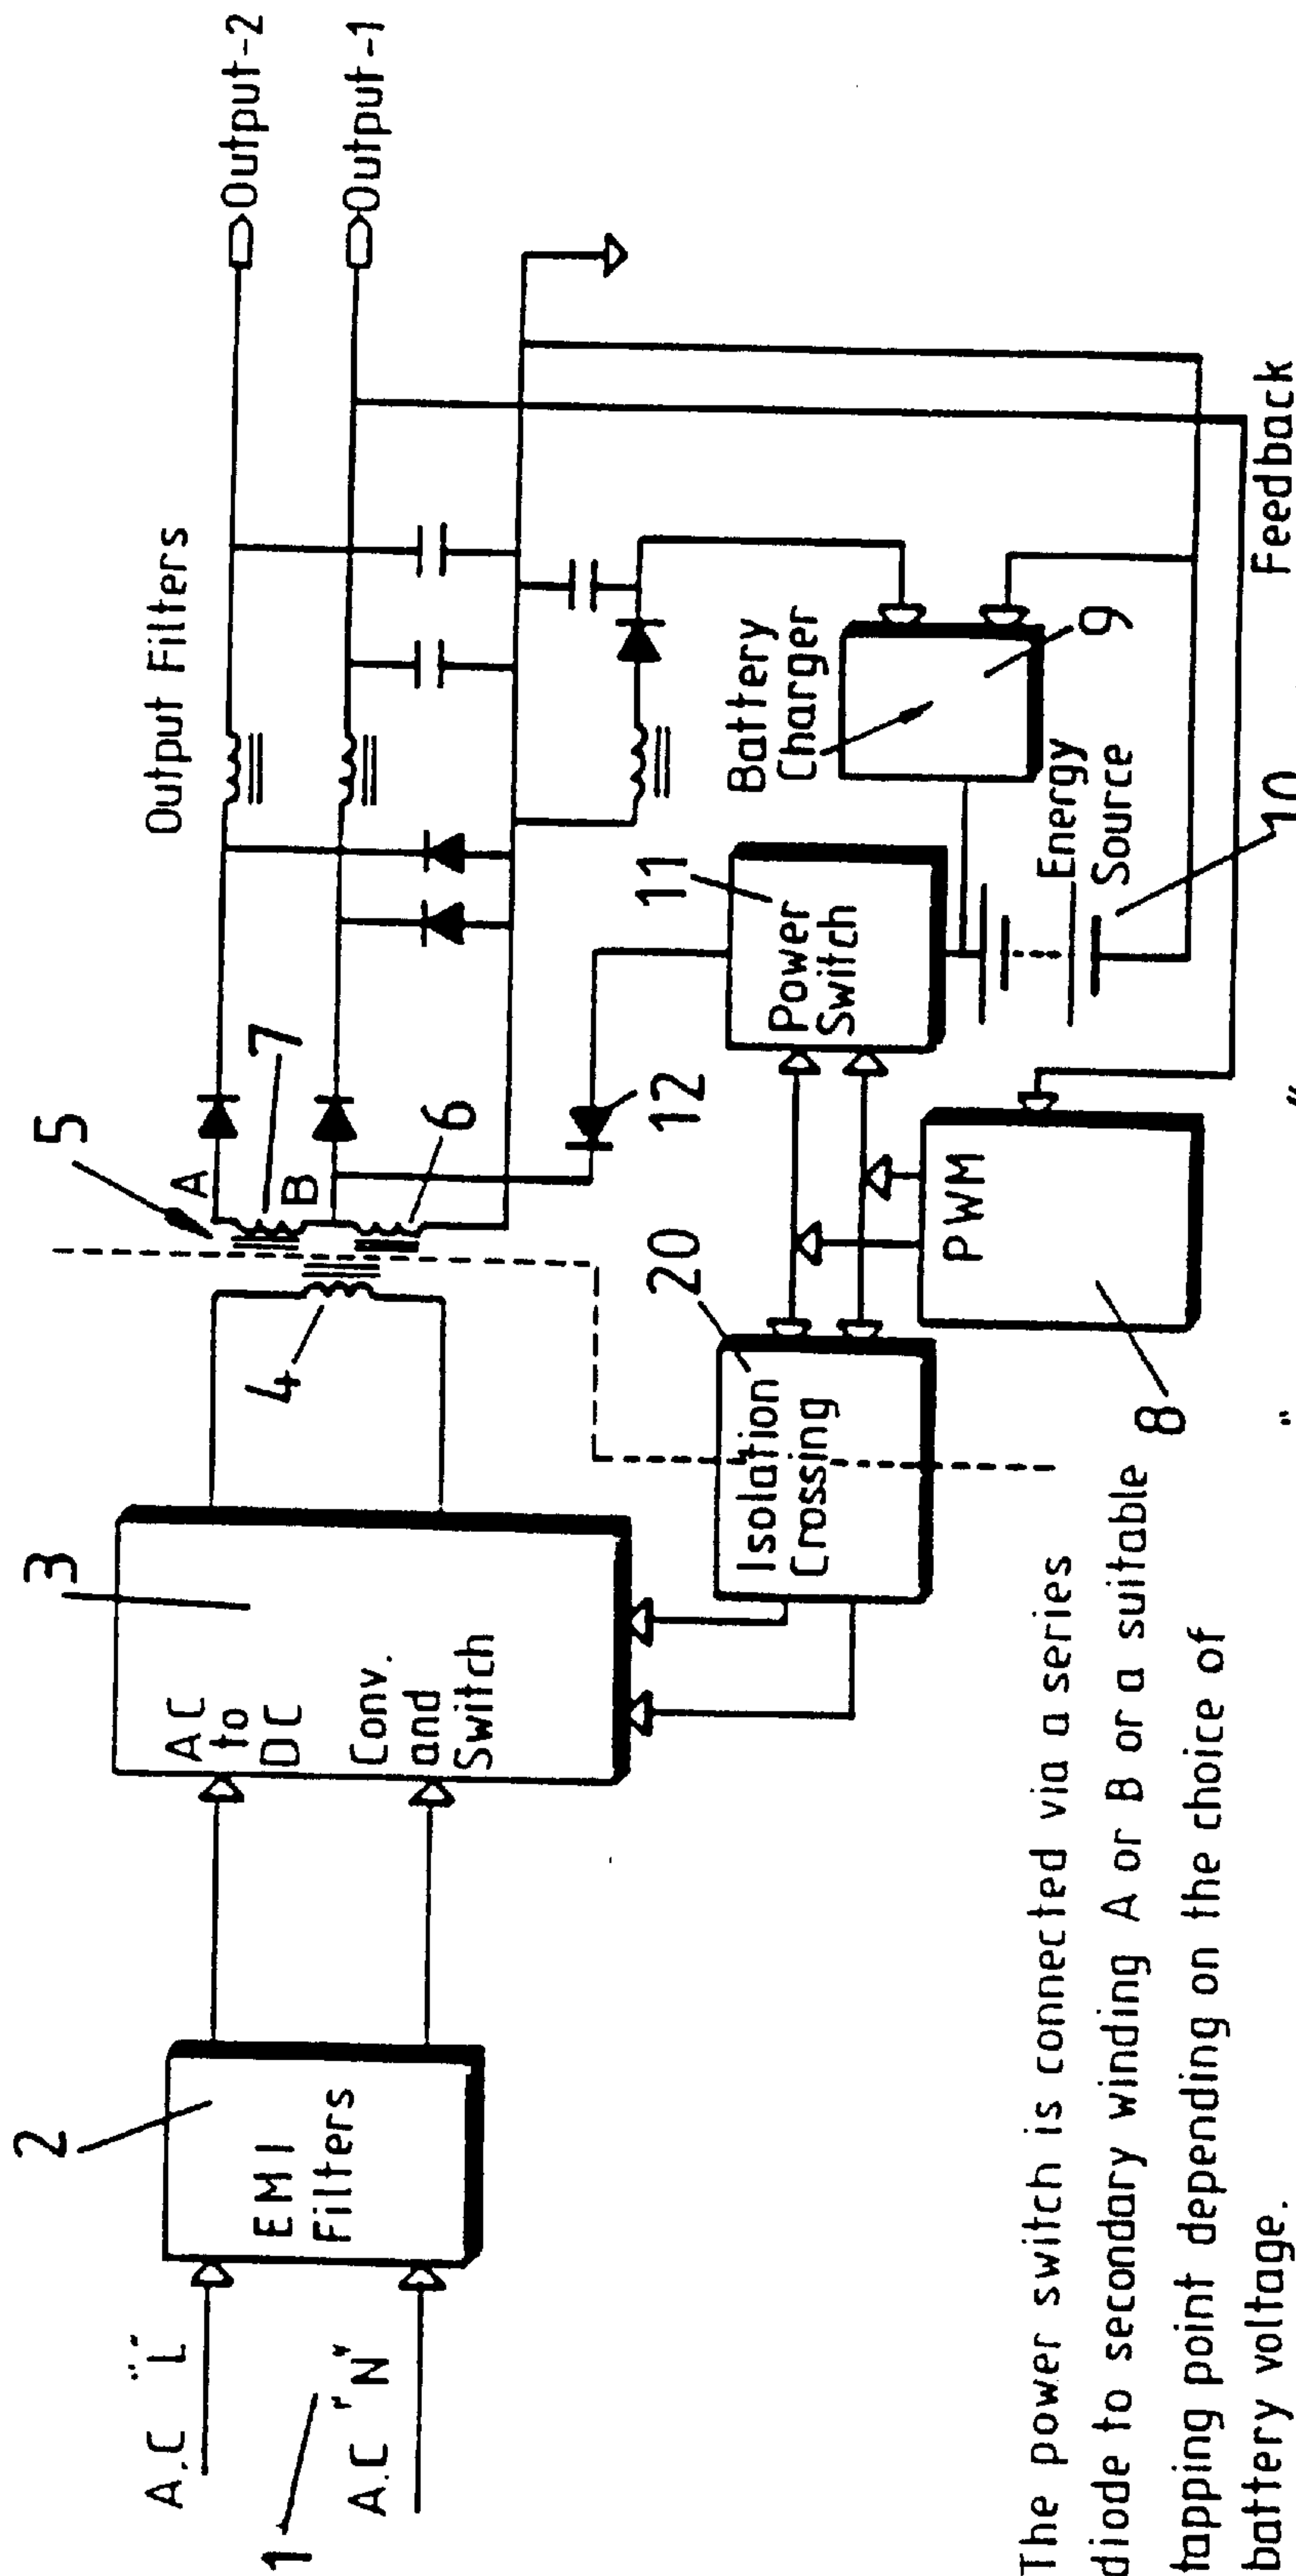 A.C "L"
A.C "N"
1
2
EMI
Filters
3
AC
to
DC
Conv.
and
Switch
4
5
A
7
B
6
Output Filters
Output-2
Output-1
12
20
Isolation
Crossing
11
Power
Switch
Battery
Charger
9
Energy
Source
10
PWM
8
Feedback
The power switch is connected via a series
diode to secondary winding A or B or a suitable
tapping point depending on the choice of
battery voltage.